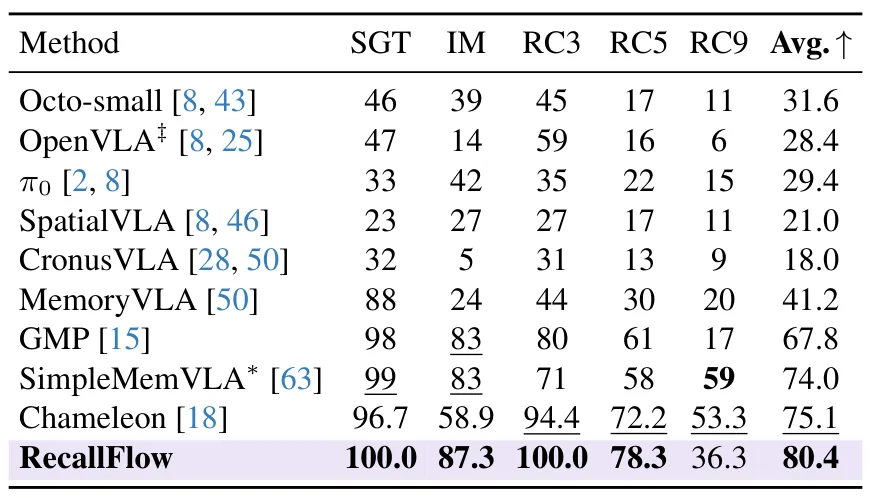 Method SGT IM RC3 RC5 RC9 Avg. ↑
Octo-small [8, 43] 46 39 45 17 11 31.6
OpenVLA‡ [8, 25] 47 14 59 16 6 28.4
π0 [2, 8] 33 42 35 22 15 29.4
SpatialVLA [8, 46] 23 27 27 17 11 21.0
CronusVLA [28, 50] 32 5 31 13 9 18.0
MemoryVLA [50] 88 24 44 30 20 41.2
GMP [15] 98 83 80 61 17 67.8
SimpleMemVLA* [63] 99 83 71 58 59 74.0
Chameleon [18] 96.7 58.9 94.4 72.2 53.3 75.1
RecallFlow 100.0 87.3 100.0 78.3 36.3 80.4